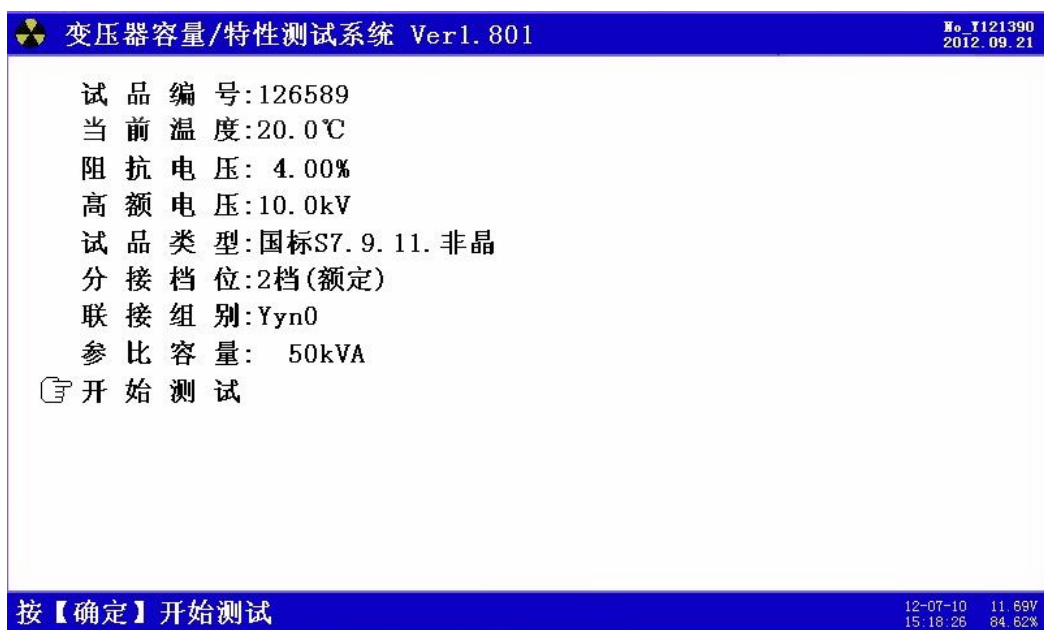 变压器容量/特性测试系统 Ver1.801
No_Y121390
2012.09.21
试品编号:126589
当前温度:20.0℃
阻抗电压: 4.00%
高额电压:10.0kV
试品类型:国标S7.9.11.非晶
分接档位:2档(额定)
联接组别:Yyn0
参比容量: 50kVA
开始测试
按【确定】开始测试
12-07-10 11.69V
15:18:26 84.62%